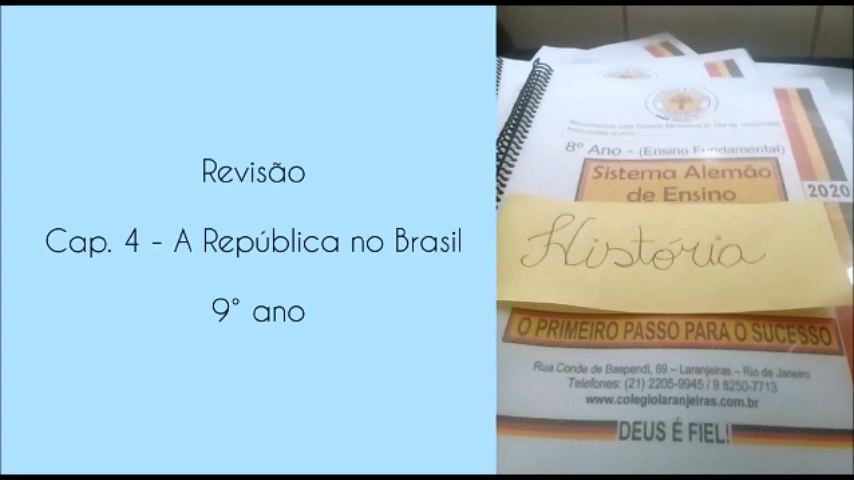 Revisão
Cap. 4 - A República no Brasil
9° ano
8º Ano - (Ensino Fundamental)
Sistema Alemão
de Ensino
2020
História
O PRIMEIRO PASSO PARA O SUCESSO
Rua Conde de Baependi, 69 – Laranjeiras – Rio de Janeiro
Telefones: (21) 2205-9945 / 9 8250-7713
www.colegiolaranjeiras.com.br
DEUS É FIEL!